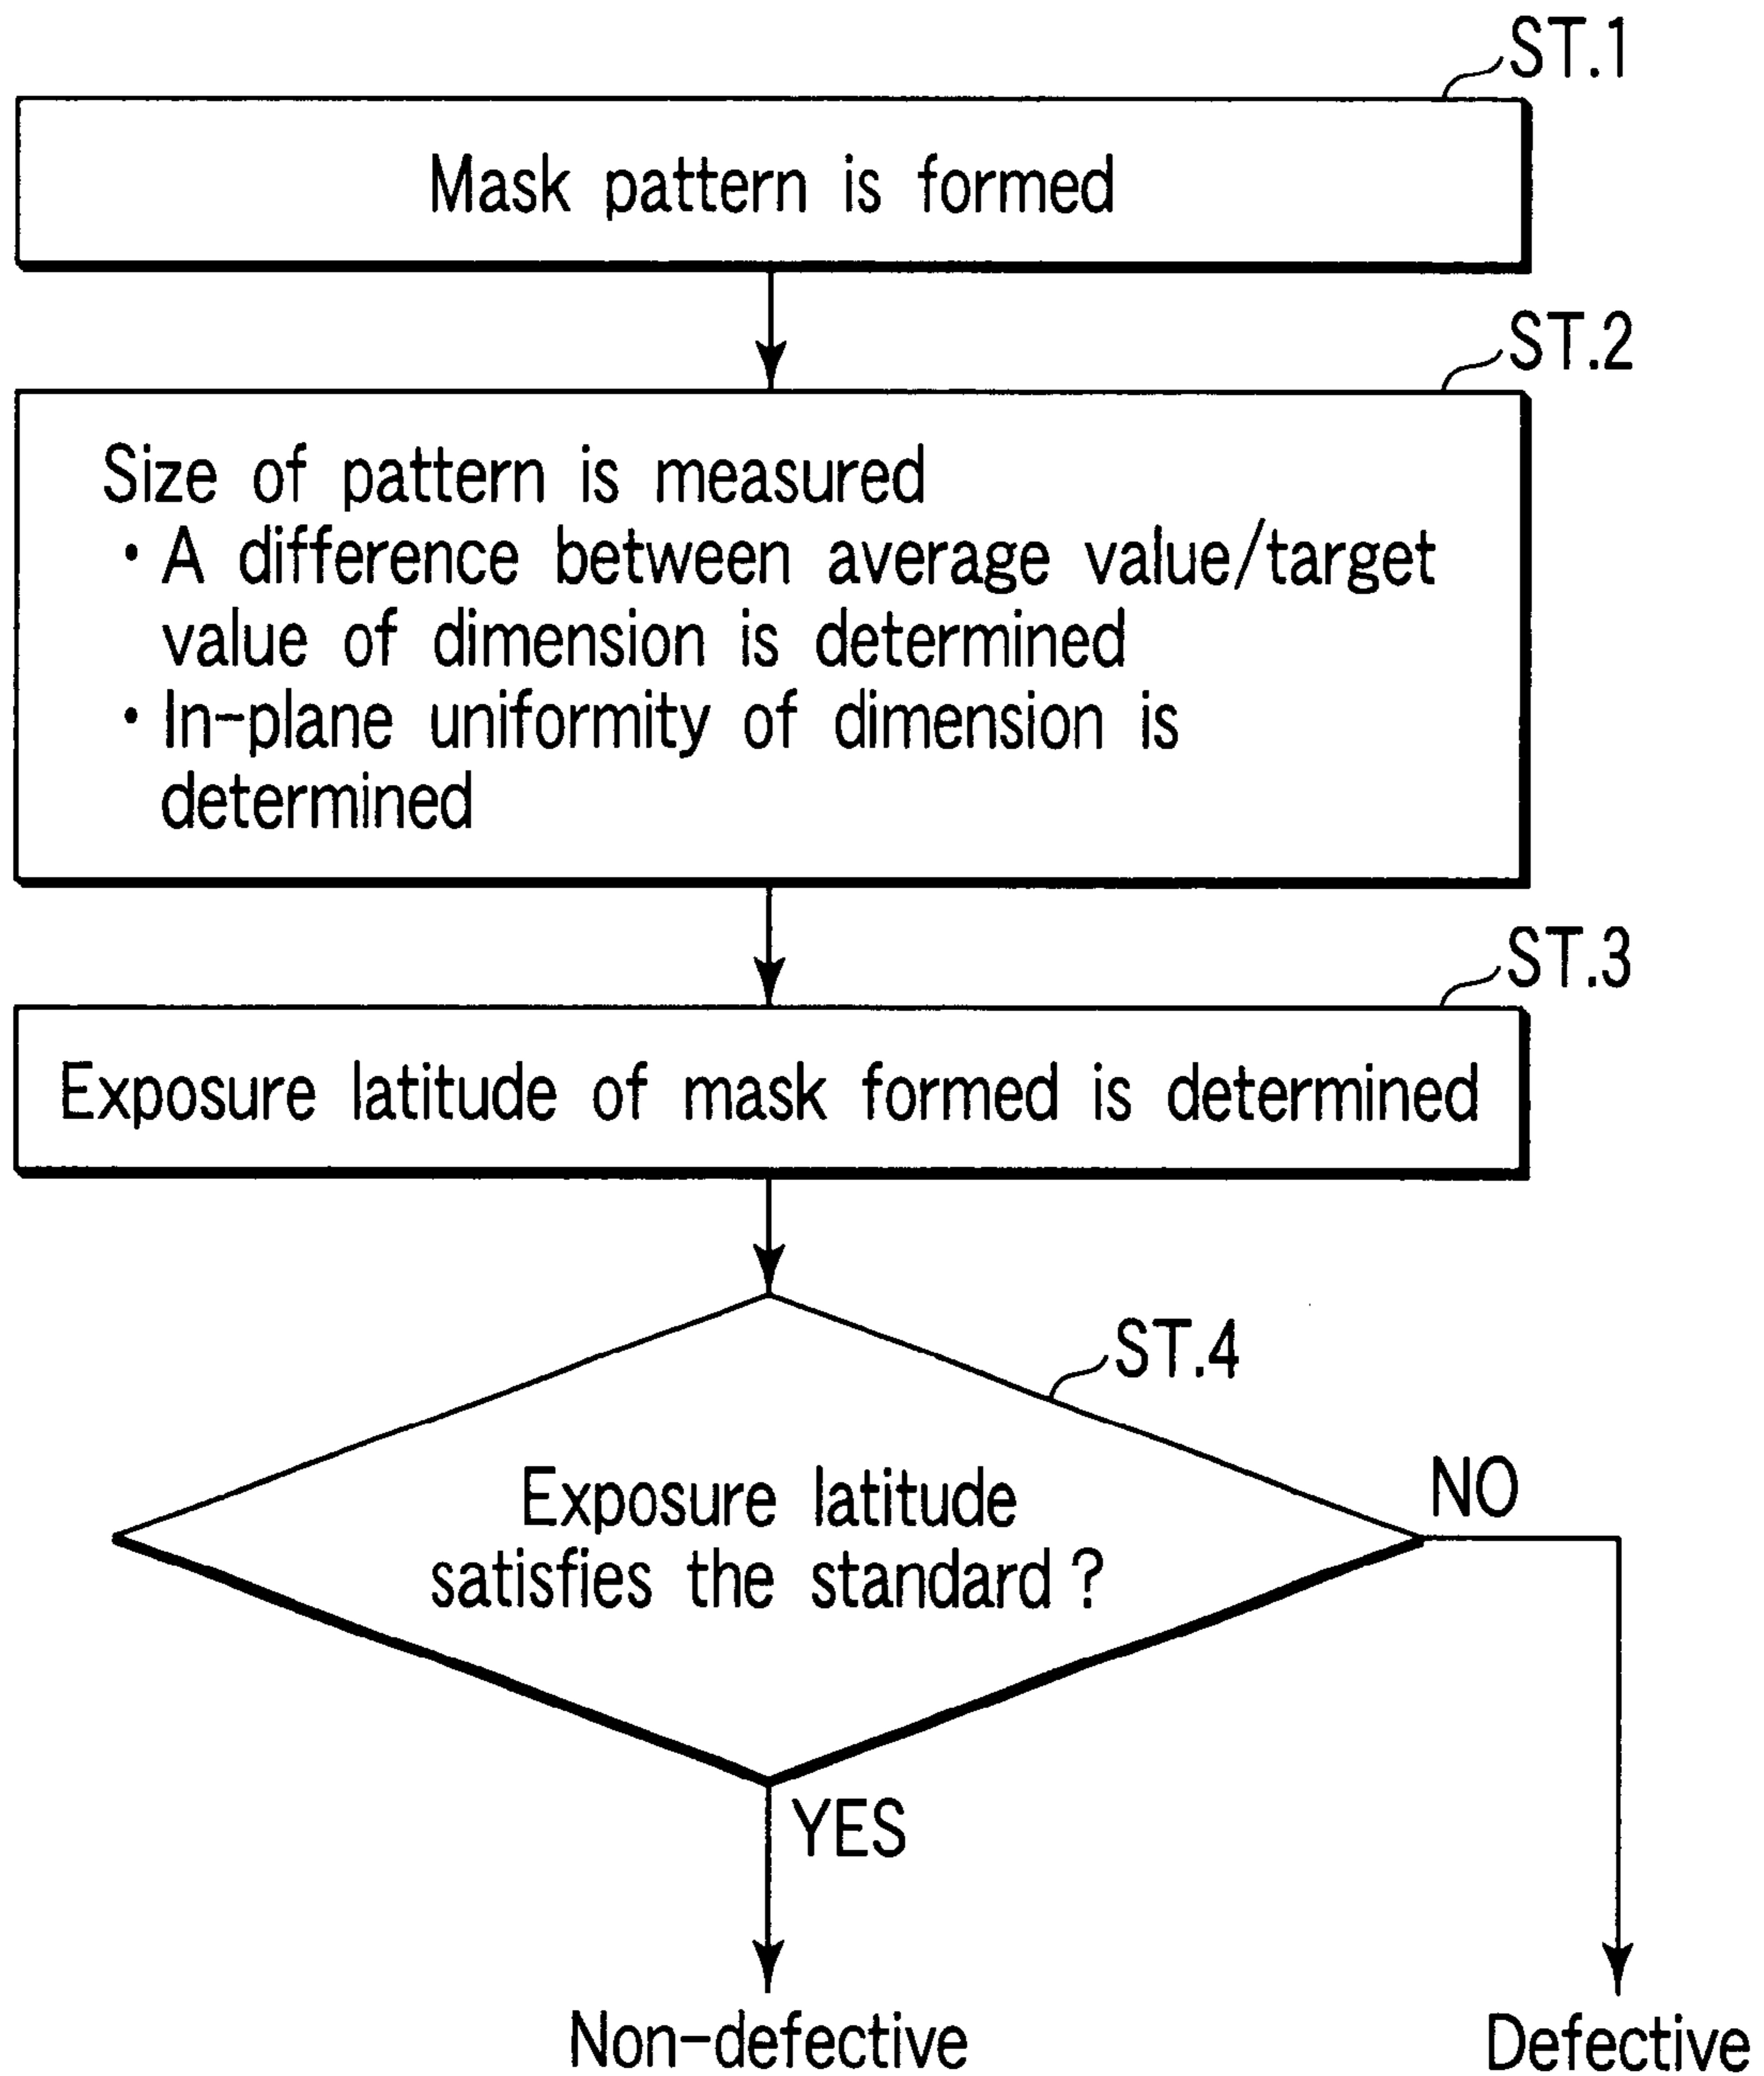 ST.1
Mask pattern is formed
ST.2
Size of pattern is measured
・A difference between average value/target
value of dimension is determined
・In-plane uniformity of dimension is
determined
ST.3
Exposure latitude of mask formed is determined
ST.4
Exposure latitude
satisfies the standard?
NO
YES
Non-defective
Defective